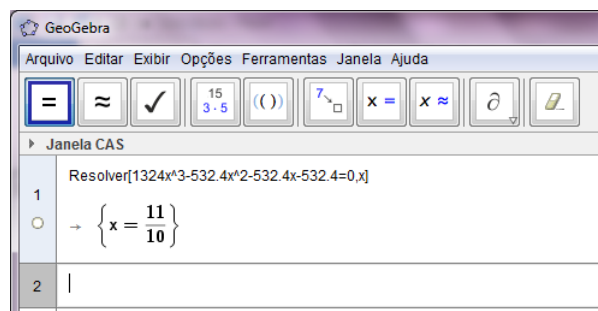 GeoGebra
Arquivo Editar Exibir Opções Ferramentas Janela Ajuda
= ≈ ✓ 15 3·5 (( )) 7 x = x ≈ ∂
Janela CAS
1
Resolver[1324x^3-532.4x^2-532.4x-532.4=0,x]
→ {x = 11/10}
2